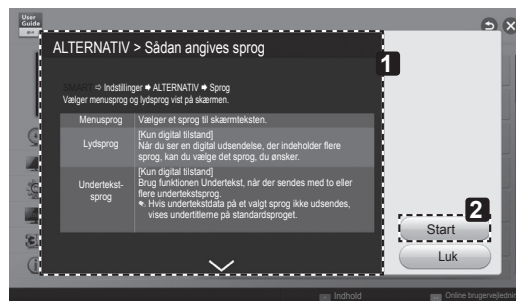 User
Guide
ALTERNATIV > Sådan angives sprog
1
SMART ⇨ Indstillinger ➡ ALTERNATIV ➡ Sprog
Vælger menusprog og lydsprog vist på skærmen.
Menusprog
Vælger et sprog til skærmteksten.
Lydsprog
[Kun digital tilstand]
Når du ser en digital udsendelse, der indeholder flere
sprog, kan du vælge det sprog, du ønsker.
Undertekst-
sprog
[Kun digital tilstand]
Brug funktionen Undertekst, når der sendes med to eller
flere undertekstsprog.
Hvis undertekstdata på et valgt sprog ikke udsendes,
vises undertitlerne på standardsproget.
2
Start
Luk
Indhold
Online brugervejlednin